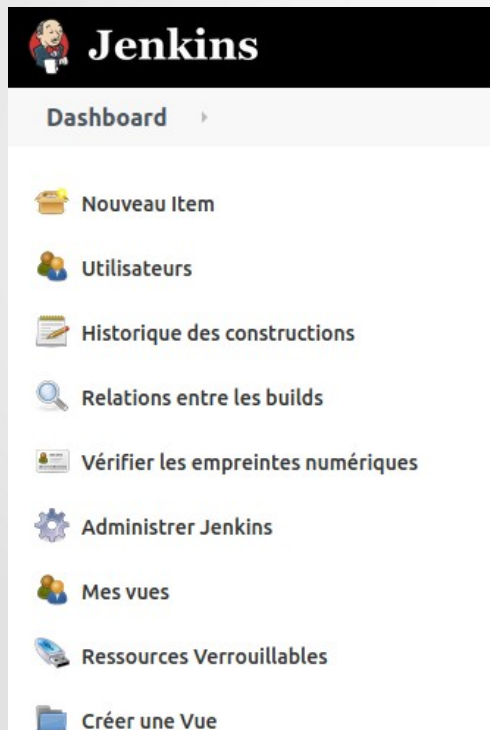 Jenkins
Dashboard
Nouveau Item
Utilisateurs
Historique des constructions
Relations entre les builds
Vérifier les empreintes numériques
Administrer Jenkins
Mes vues
Ressources Verrouillables
Créer une Vue